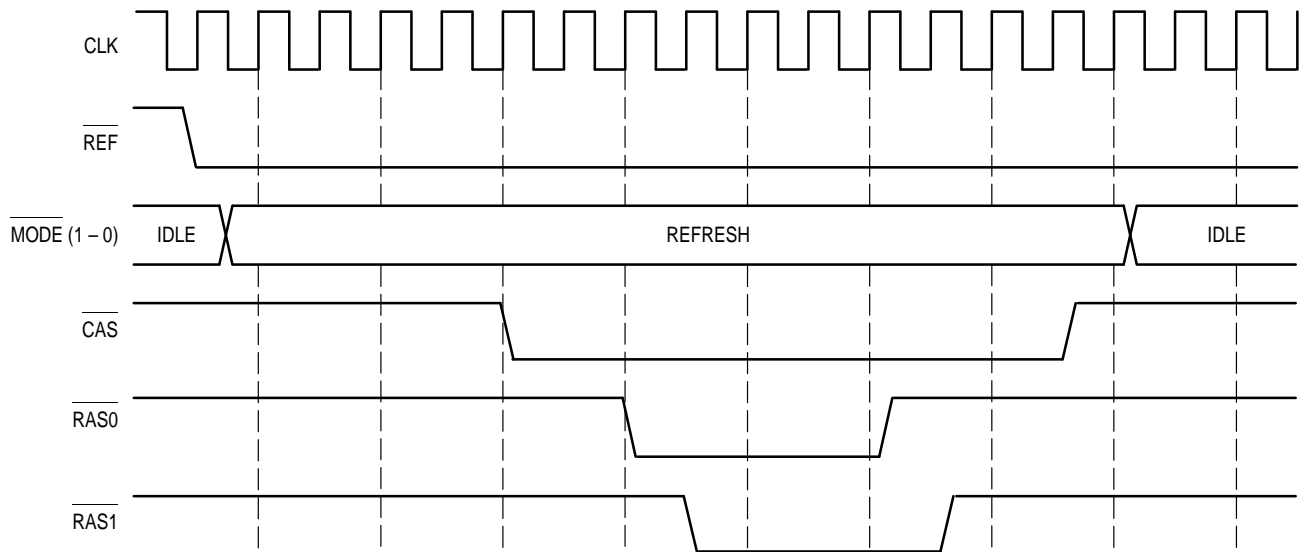 CLK
REF
MODE (1 – 0) IDLE REFRESH IDLE
CAS
RAS0
RAS1